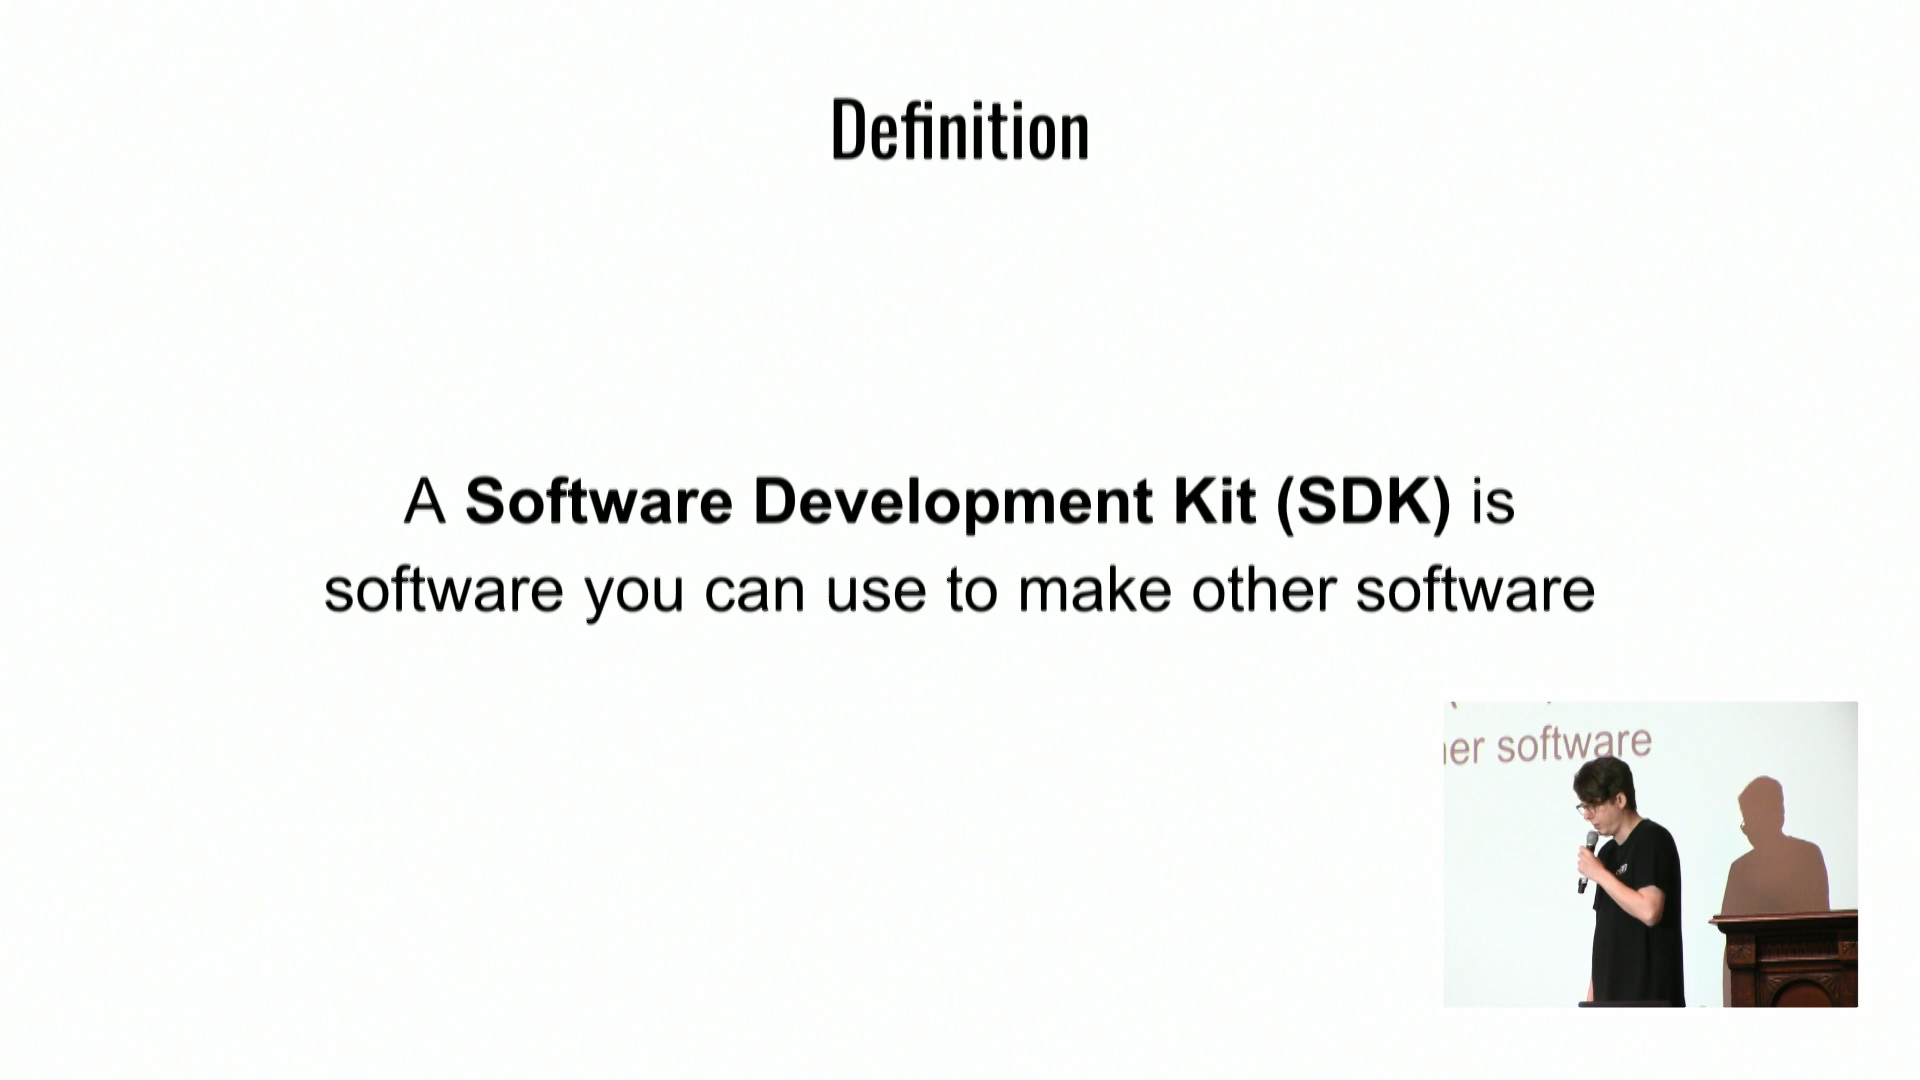 Definition
A Software Development Kit (SDK) is
software you can use to make other software
er software